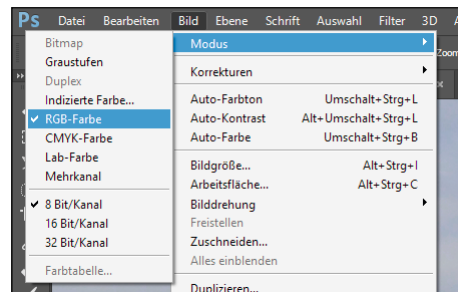 Ps Datei Bearbeiten Bild Ebene Schrift Auswahl Filter 3D
Bitmap
Graustufen
Duplex
Indizierte Farbe...
RGB-Farbe
CMYK-Farbe
Lab-Farbe
Mehrkanal
8 Bit/Kanal
16 Bit/Kanal
32 Bit/Kanal
Farbtabelle...
Modus
Korrekturen
Auto-Farbton Umschalt+Strg+L
Auto-Kontrast Alt+Umschalt+Strg+L
Auto-Farbe Umschalt+Strg+B
Bildgröße... Alt+Strg+I
Arbeitsfläche... Alt+Strg+C
Bilddrehung
Freistellen
Zuschneiden...
Alles einblenden
Duplizieren...